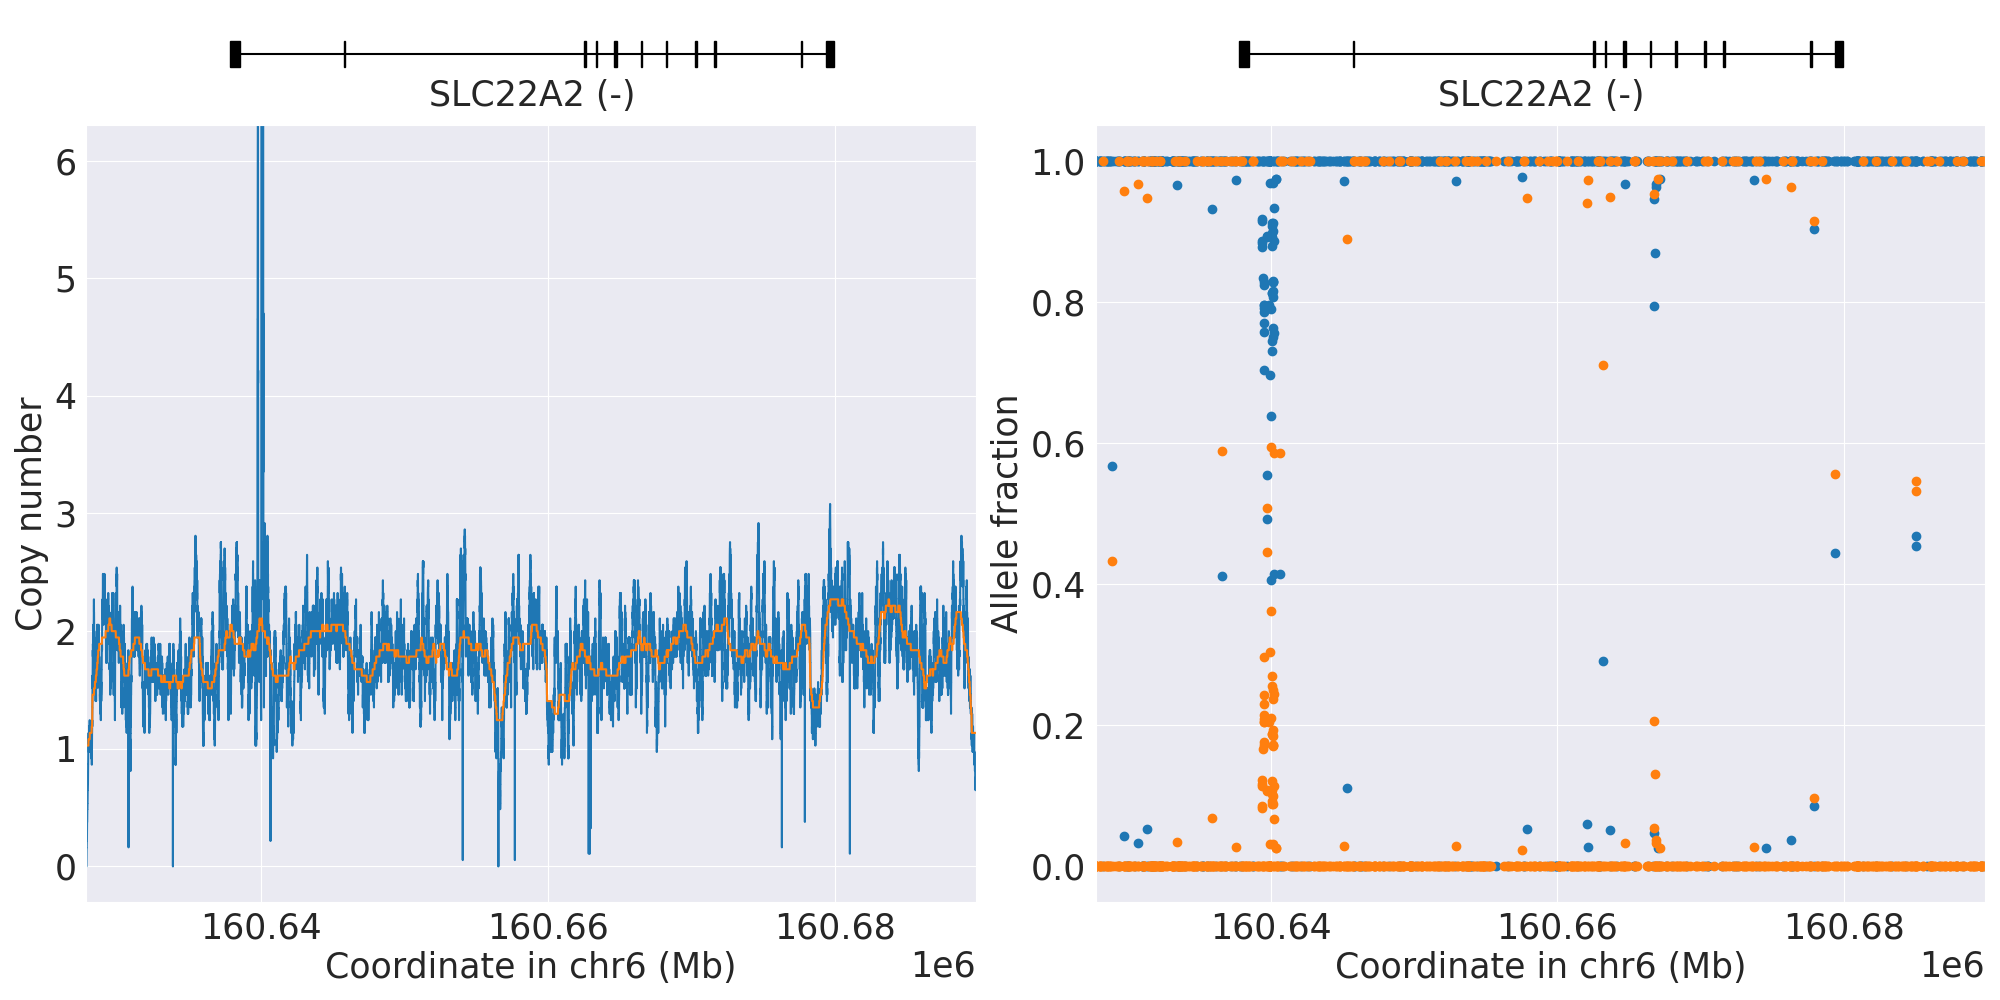 SLC22A2 (-)
6
5
4
3
2
1
0
Copy number
160.64 160.66 160.68
Coordinate in chr6 (Mb) 1e6
SLC22A2 (-)
1.0
0.8
0.6
0.4
0.2
0.0
Allele fraction
160.64 160.66 160.68
Coordinate in chr6 (Mb) 1e6